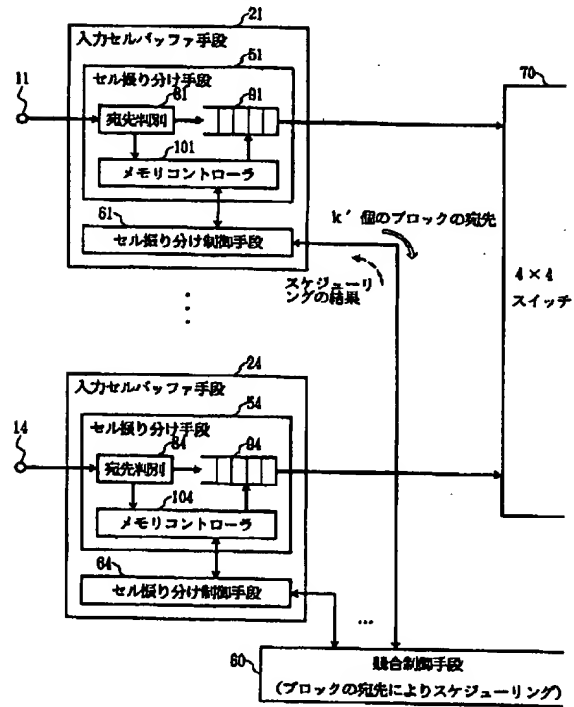 21
入力セルバッファ手段
51
セル振り分け手段
11
81
宛先判別
91
101
メモリコントローラ
61
セル振り分け制御手段
k′個のブロックの宛先
スケジューリ
ングの結果
70
4×4
スイッチ
24
入力セルバッファ手段
54
セル振り分け手段
14
84
宛先判別
94
104
メモリコントローラ
64
セル振り分け制御手段
…
60
競合制御手段
(ブロックの宛先によりスケジューリング)